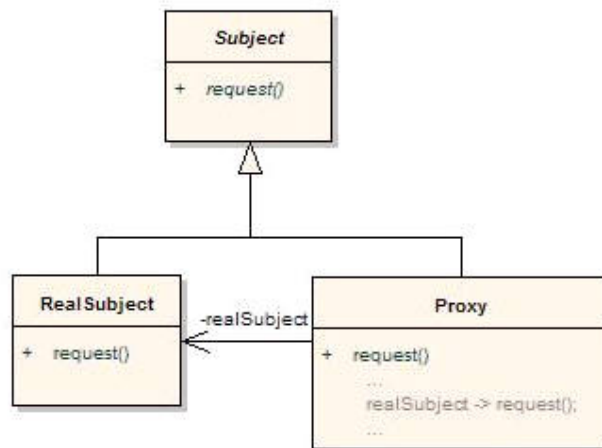 Subject
+ request()
RealSubject
+ request()
-realSubject
Proxy
+ request()
...
realSubject -> request();
...